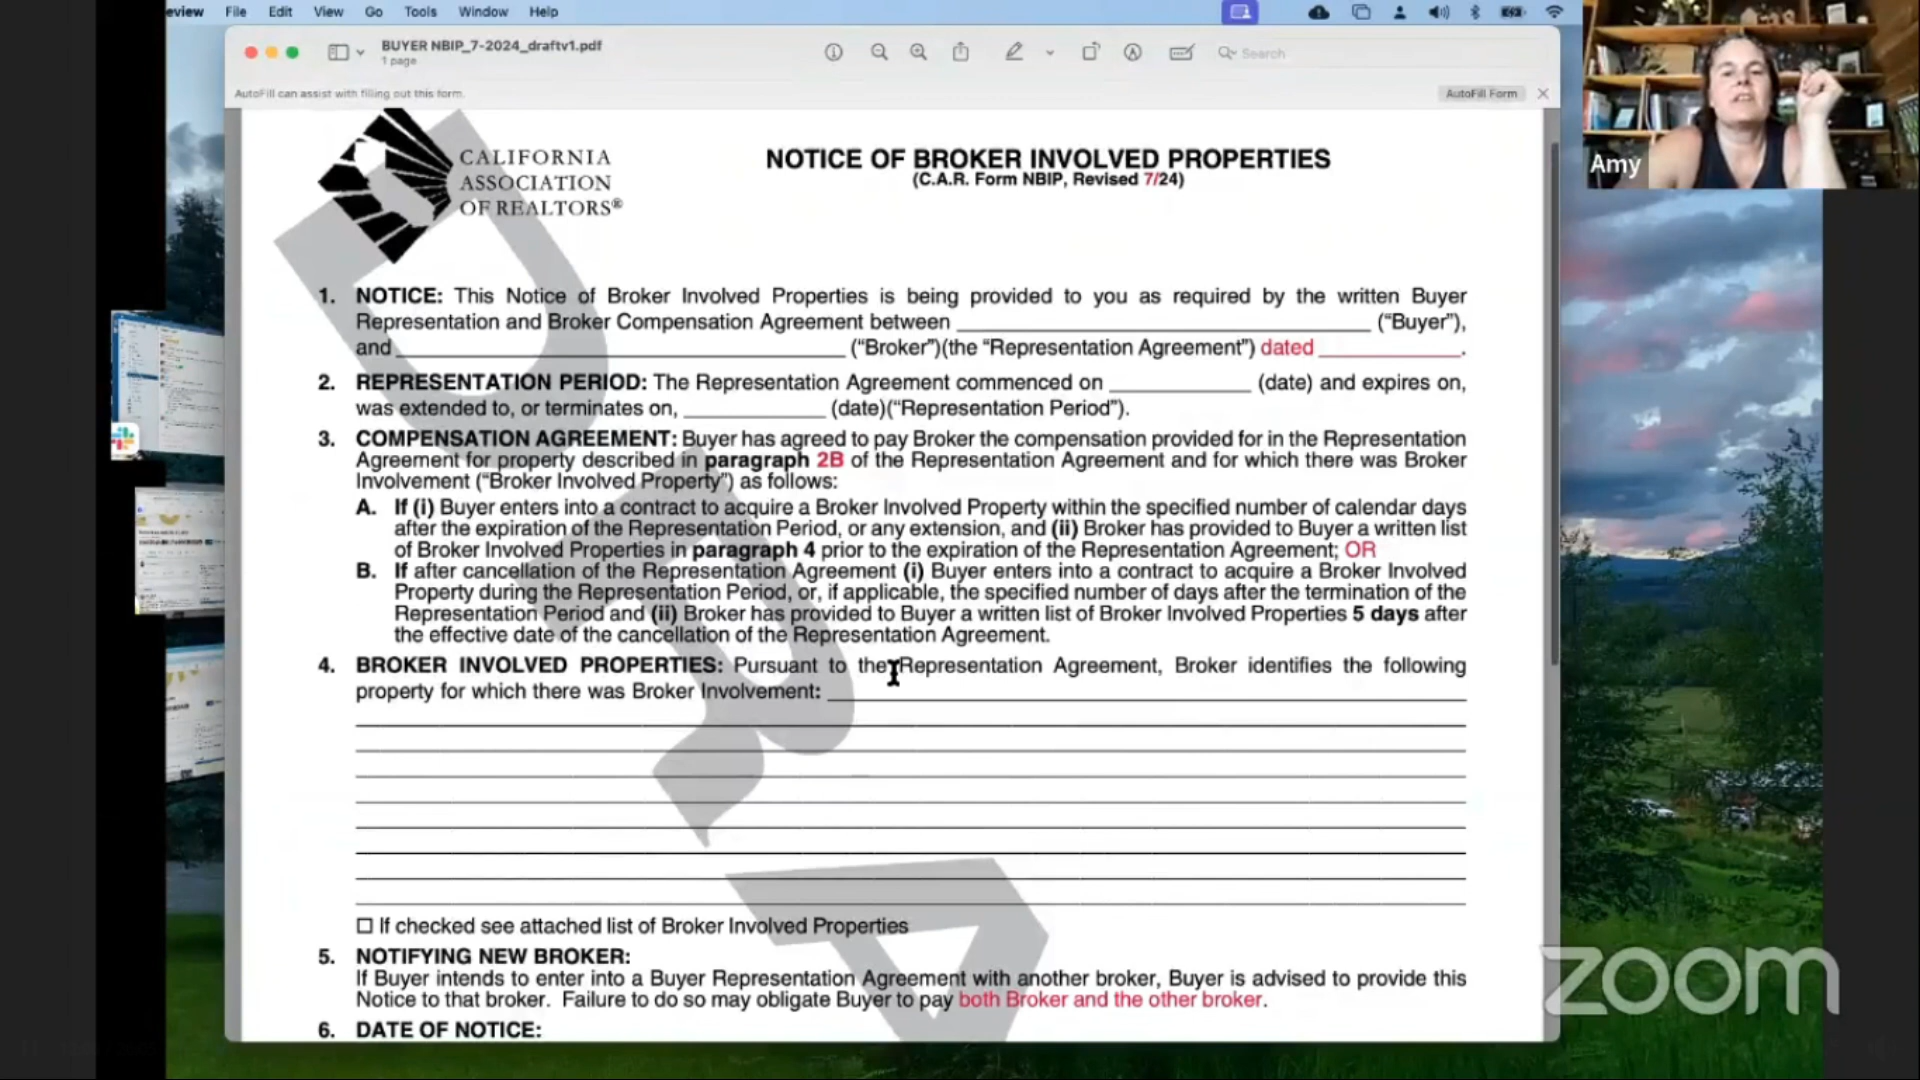 eview File Edit View Go Tools Window Help
BUYER NBIP_7-2024_draftv1.pdf
1 page
Search
AutoFill can assist with filling out this form.
AutoFill Form
Amy
CALIFORNIA
ASSOCIATION
OF REALTORS®
NOTICE OF BROKER INVOLVED PROPERTIES
(C.A.R. Form NBIP, Revised 7/24)
1. NOTICE: This Notice of Broker Involved Properties is being provided to you as required by the written Buyer
Representation and Broker Compensation Agreement between ____ (“Buyer”),
and ____ (“Broker”)(the “Representation Agreement”) dated ____.
2. REPRESENTATION PERIOD: The Representation Agreement commenced on ____ (date) and expires on,
was extended to, or terminates on, ____ (date)(“Representation Period”).
3. COMPENSATION AGREEMENT: Buyer has agreed to pay Broker the compensation provided for in the Representation
Agreement for property described in paragraph 2B of the Representation Agreement and for which there was Broker
Involvement (“Broker Involved Property”) as follows:
A. If (i) Buyer enters into a contract to acquire a Broker Involved Property within the specified number of calendar days
after the expiration of the Representation Period, or any extension, and (ii) Broker has provided to Buyer a written list
of Broker Involved Properties in paragraph 4 prior to the expiration of the Representation Agreement; OR
B. If after cancellation of the Representation Agreement (i) Buyer enters into a contract to acquire a Broker Involved
Property during the Representation Period, or, if applicable, the specified number of days after the termination of the
Representation Period and (ii) Broker has provided to Buyer a written list of Broker Involved Properties 5 days after
the effective date of the cancellation of the Representation Agreement.
4. BROKER INVOLVED PROPERTIES: Pursuant to the Representation Agreement, Broker identifies the following
property for which there was Broker Involvement: ____
☐ If checked see attached list of Broker Involved Properties
5. NOTIFYING NEW BROKER:
If Buyer intends to enter into a Buyer Representation Agreement with another broker, Buyer is advised to provide this
Notice to that broker. Failure to do so may obligate Buyer to pay both Broker and the other broker.
6. DATE OF NOTICE:
DRA
zoom